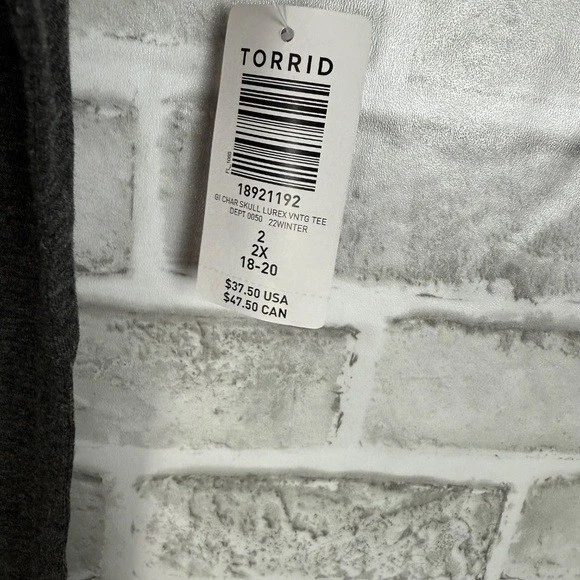 TORRID
FL_086
18921192
GI CHAR SKULL LUREX VNTG TEE
DEPT 0050 22WINTER
2
2X
18-20
$37.50 USA
$47.50 CAN